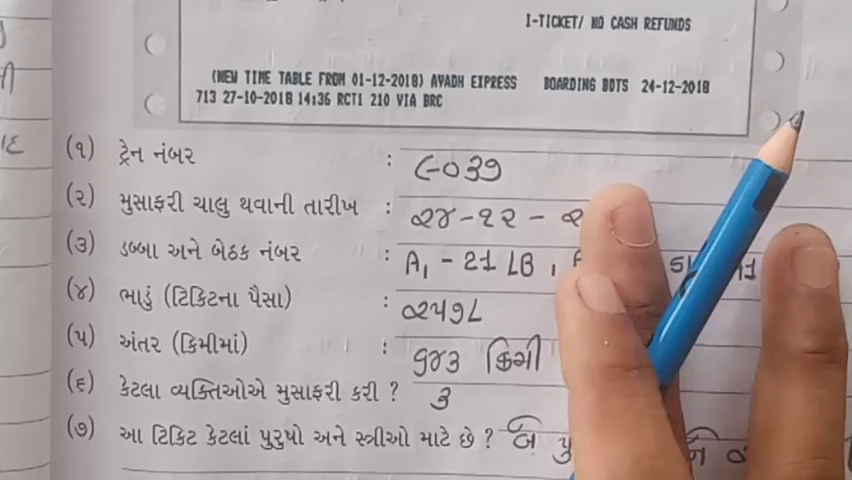 I-TICKET/ NO CASH REFUNDS
(NEW TIME TABLE FROM 01-12-2018) AVADH EXPRESS BOARDING BDTS 24-12-2018
713 27-10-2018 14:36 RCTI 210 VIA BRC
(૧) ટ્રેન નંબર : ૯૦૩૭
(૨) મુસાફરી ચાલુ થવાની તારીખ : ૨૪-૧૨-૨
(૩) ડબ્બા અને બેઠક નંબર : A1 - 21 LB,
(૪) ભાડું (ટિકિટના પૈસા) : ૨૫૭૮
(૫) અંતર (કિમીમાં) : ૭૪૩ કિમી
(૬) કેટલા વ્યક્તિઓએ મુસાફરી કરી ? ૩
(૭) આ ટિકિટ કેટલાં પુરુષો અને સ્ત્રીઓ માટે છે ? બે